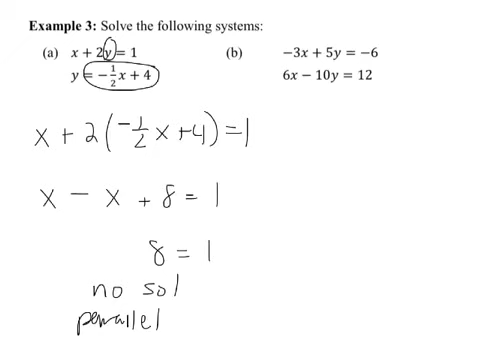 Example 3: Solve the following systems:
(a) x + 2y = 1 (b) −3x + 5y = −6
y = −½x + 4 6x − 10y = 12
x + 2(−½x + 4) = 1
x − x + 8 = 1
8 = 1
no sol
parallel